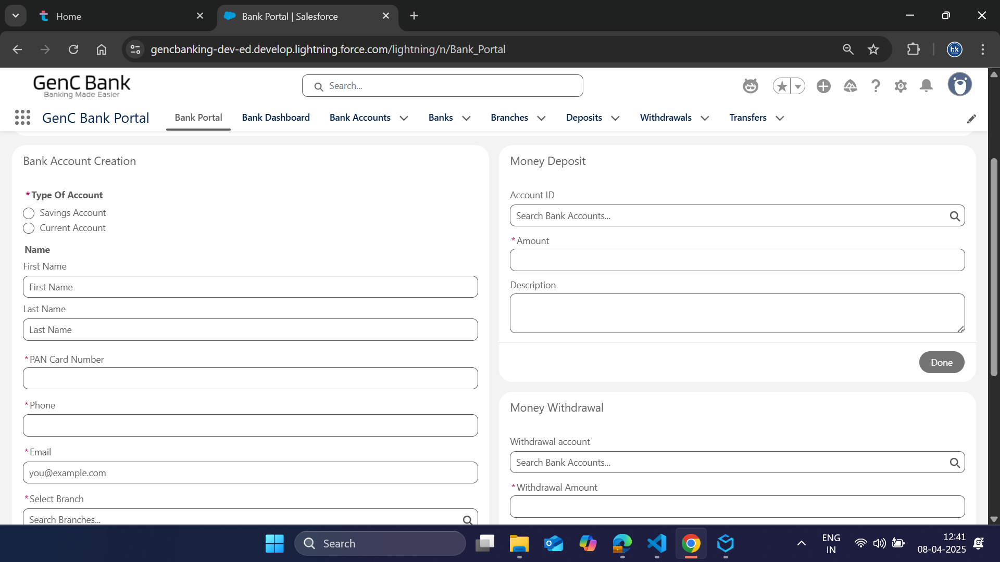 Home
Bank Portal | Salesforce
gencbanking-dev-ed.develop.lightning.force.com/lightning/n/Bank_Portal
GenC Bank
Banking Made Easier
Search...
GenC Bank Portal
Bank Portal
Bank Dashboard
Bank Accounts
Banks
Branches
Deposits
Withdrawals
Transfers
Bank Account Creation
*Type Of Account
Savings Account
Current Account
Name
First Name
First Name
Last Name
Last Name
*PAN Card Number
*Phone
*Email
you@example.com
*Select Branch
Search Branches...
Money Deposit
Account ID
Search Bank Accounts...
*Amount
Description
Done
Money Withdrawal
Withdrawal account
Search Bank Accounts...
*Withdrawal Amount
Search
ENG
IN
12:41
08-04-2025